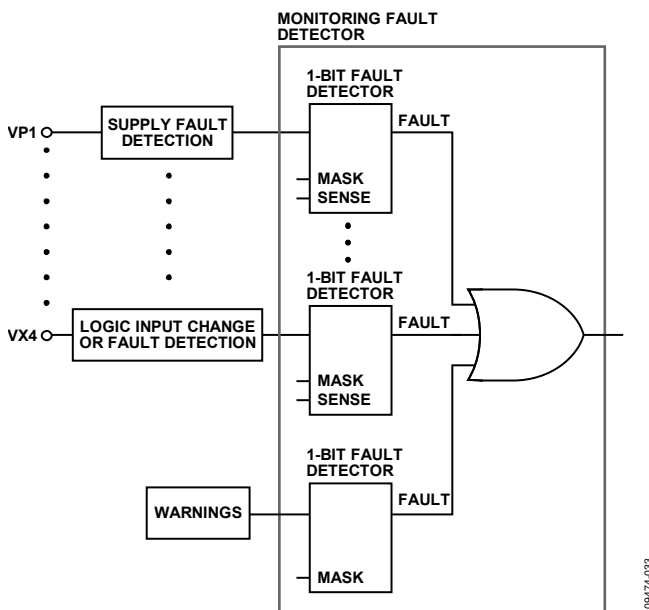 MONITORING FAULT
DETECTOR
1-BIT FAULT
DETECTOR
FAULT
VP1
SUPPLY FAULT
DETECTION
MASK
SENSE
1-BIT FAULT
DETECTOR
FAULT
VX4
LOGIC INPUT CHANGE
OR FAULT DETECTION
MASK
SENSE
1-BIT FAULT
DETECTOR
FAULT
WARNINGS
MASK
09474-033